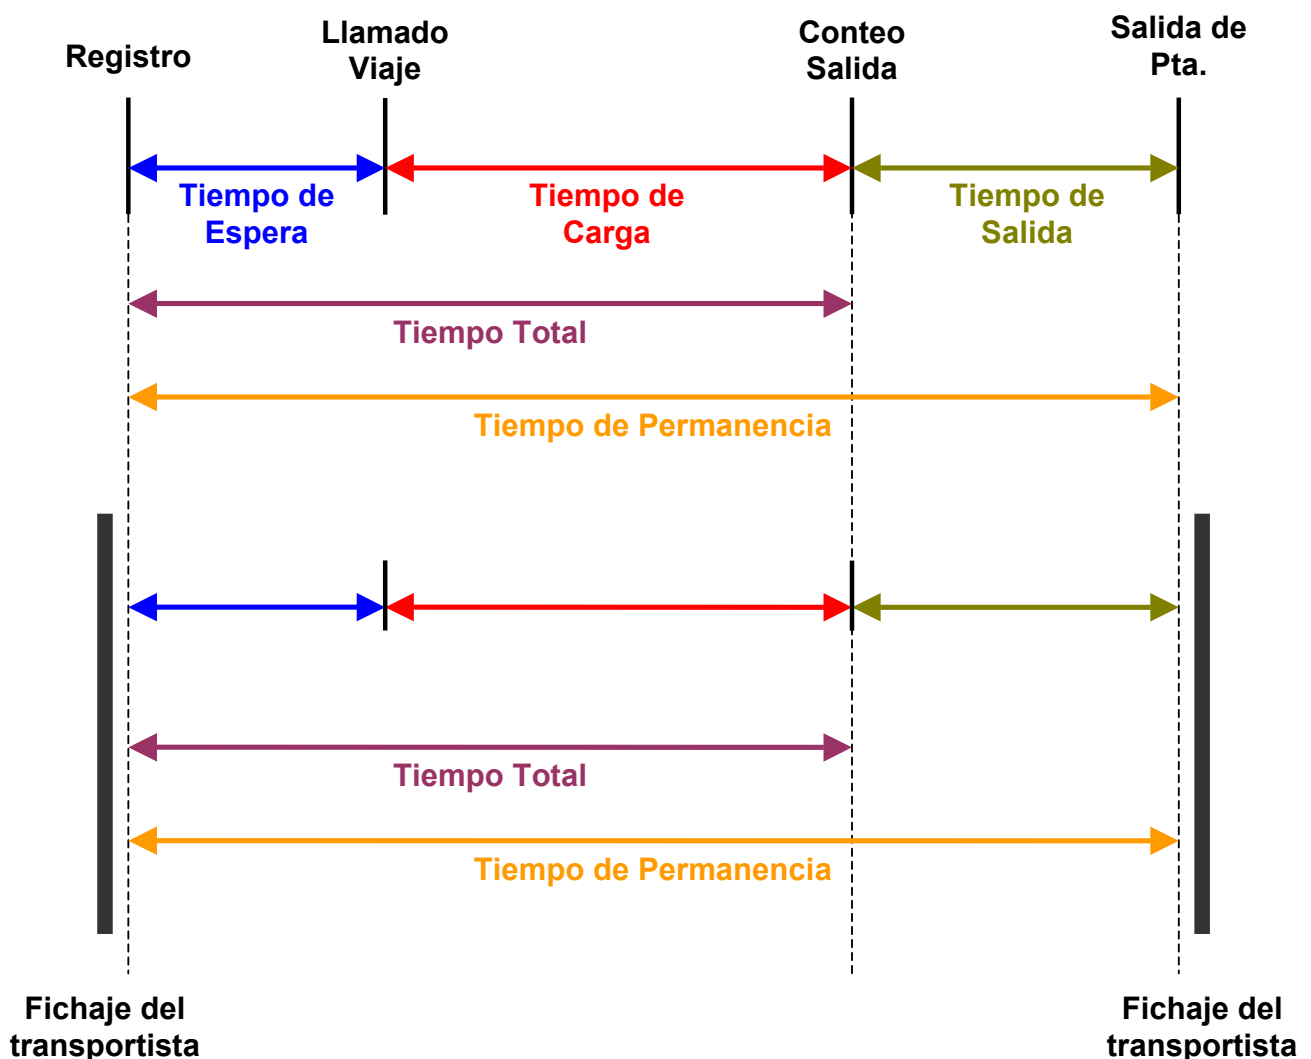 Registro
Llamado
Viaje
Conteo
Salida
Salida de
Pta.
Tiempo de
Espera
Tiempo de
Carga
Tiempo de
Salida
Tiempo Total
Tiempo de Permanencia
Tiempo Total
Tiempo de Permanencia
Fichaje del
transportista
Fichaje del
transportista